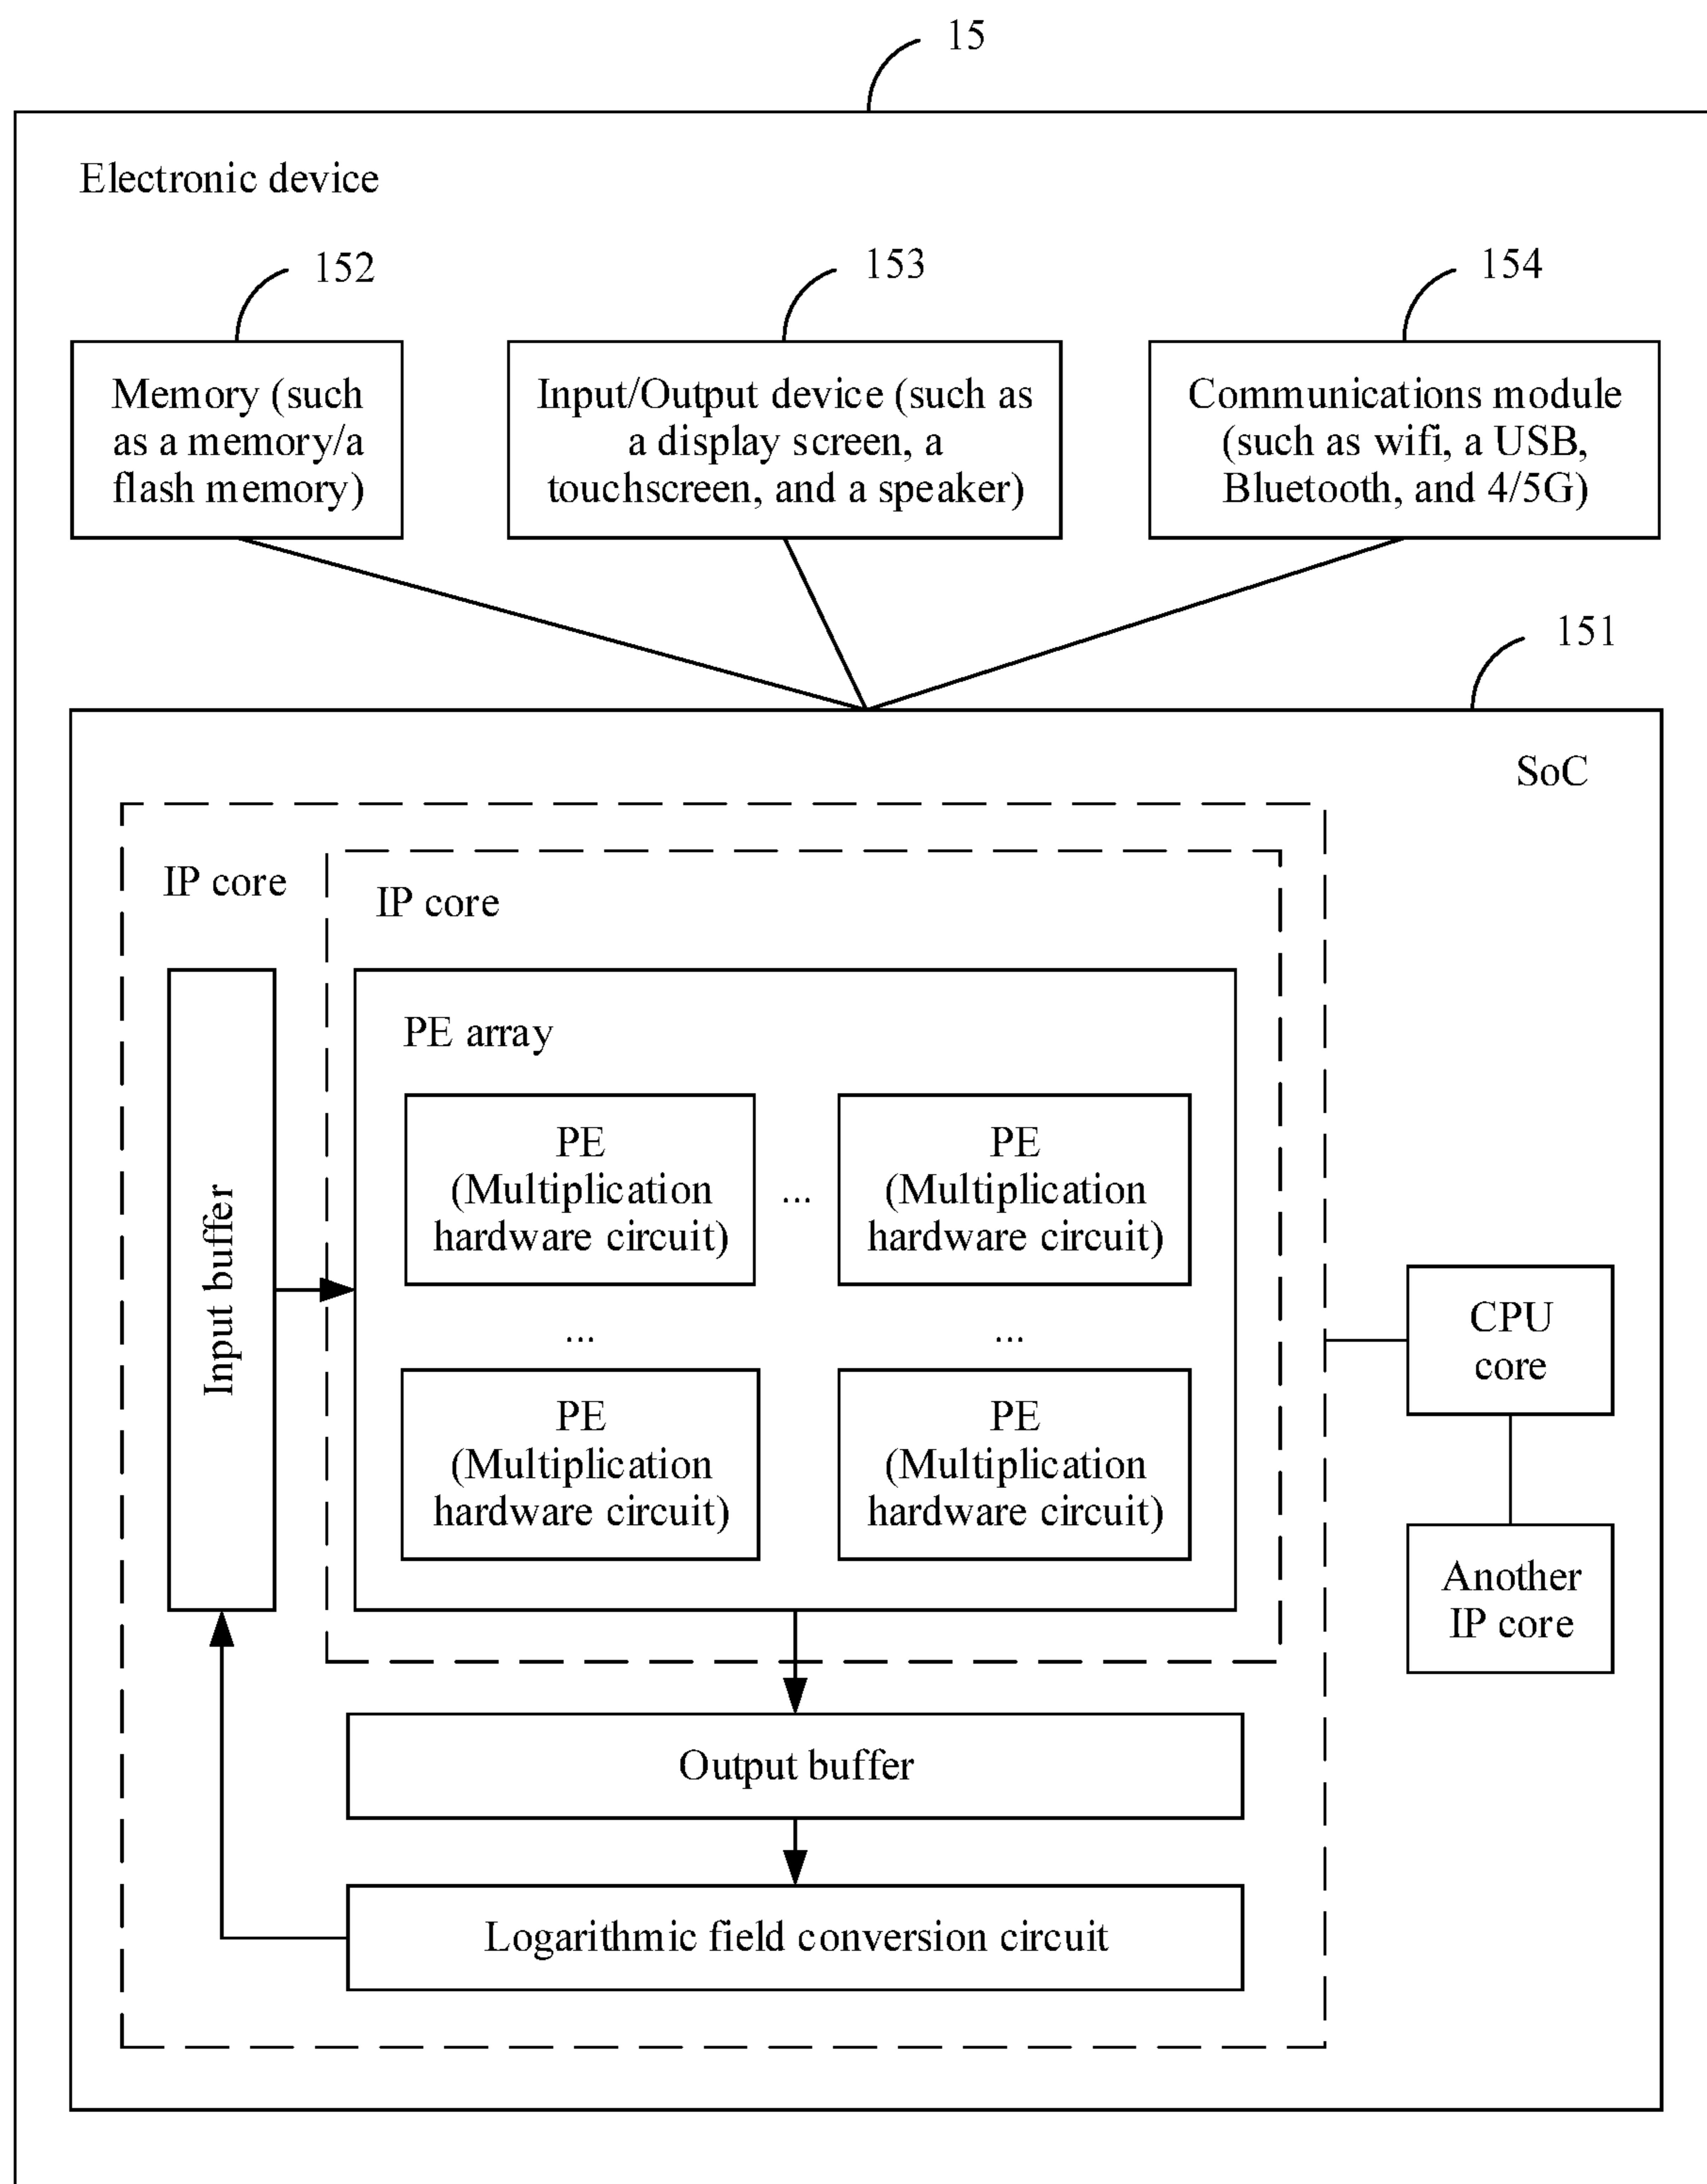 15
Electronic device
152
153
154
Memory (such
as a memory/a
flash memory)
Input/Output device (such as
a display screen, a
touchscreen, and a speaker)
Communications module
(such as wifi, a USB,
Bluetooth, and 4/5G)
151
SoC
IP core
IP core
PE array
PE
(Multiplication
hardware circuit)
...
PE
(Multiplication
hardware circuit)
Input buffer
...
...
PE
(Multiplication
hardware circuit)
PE
(Multiplication
hardware circuit)
CPU
core
Another
IP core
Output buffer
Logarithmic field conversion circuit